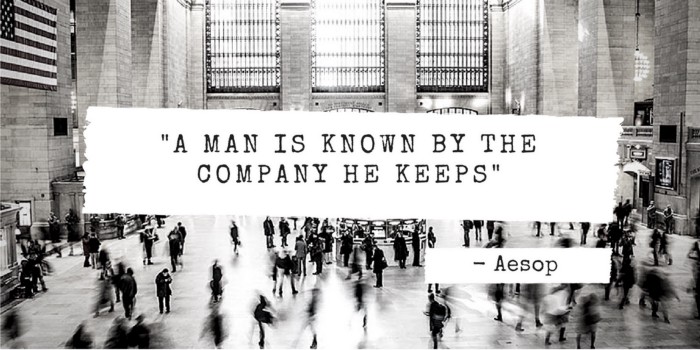 "A MAN IS KNOWN BY THE
COMPANY HE KEEPS"
– Aesop